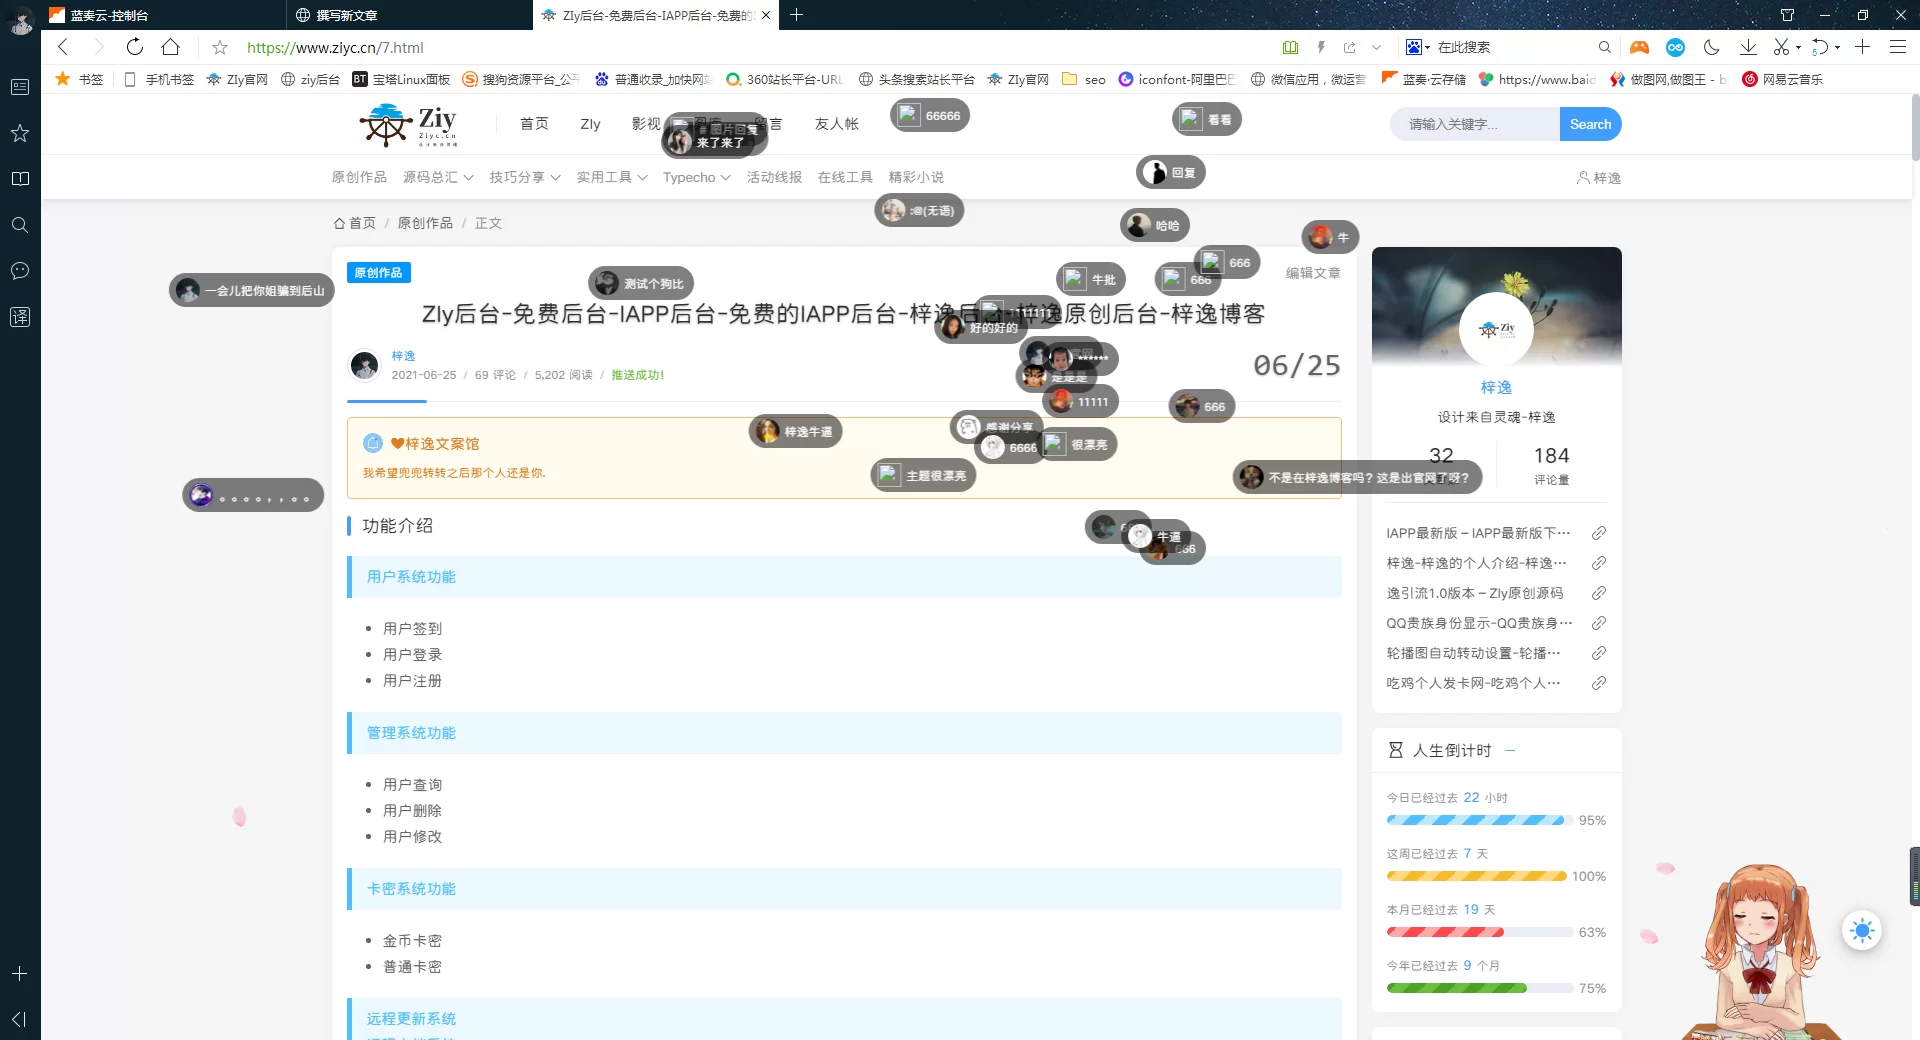 蓝奏云-控制台
撰写新文章
ZIy后台-免费后台-IAPP后台-免费的I
https://www.ziyc.cn/7.html
在此搜索
书签
手机书签
ZIy官网
ziy后台
BT 宝塔Linux面板
搜狗资源平台_公平
普通收录_加快网站
360站长平台-URL
头条搜索站长平台
ZIy官网
seo
iconfont-阿里巴巴
微信应用，微运营
蓝奏·云存储
https://www.baid
做图网,做图王 - b
网易云音乐
Ziy
Ziyc.cn
首页
ZIy
影视
留言
友人帐
请输入关键字...
Search
图片回复
来了来了
66666
看看
原创作品
源码总汇
技巧分享
实用工具
Typecho
活动线报
在线工具
精彩小说
梓逸
回复
:@(无语)
哈哈
牛
首页 / 原创作品 / 正文
原创作品
编辑文章
一会儿把你姐骗到后山
测试个狗比
牛批
666
666
ZIy后台-免费后台-IAPP后台-免费的IAPP后台-梓逸后台-梓逸原创后台-梓逸博客
111111
好的好的
梓逸
2021-06-25 / 69 评论 / 5,202 阅读 / 推送成功!
06/25
******
是是是
11111
666
梓逸牛逼
感谢分享
6666
很漂亮
主题很漂亮
不是在梓逸博客吗？这是出官网了呀？
❤梓逸文案馆
我希望兜兜转转之后那个人还是你.
。。。。，，。。
牛逼
666
功能介绍
用户系统功能
用户签到
用户登录
用户注册
管理系统功能
用户查询
用户删除
用户修改
卡密系统功能
金币卡密
普通卡密
远程更新系统
梓逸
设计来自灵魂-梓逸
32
184
评论量
IAPP最新版 – IAPP最新版下…
梓逸-梓逸的个人介绍-梓逸…
逸引流1.0版本 – ZIy原创源码
QQ贵族身份显示-QQ贵族身…
轮播图自动转动设置-轮播…
吃鸡个人发卡网-吃鸡个人…
人生倒计时
今日已经过去 22 小时
95%
这周已经过去 7 天
100%
本月已经过去 19 天
63%
今年已经过去 9 个月
75%
译